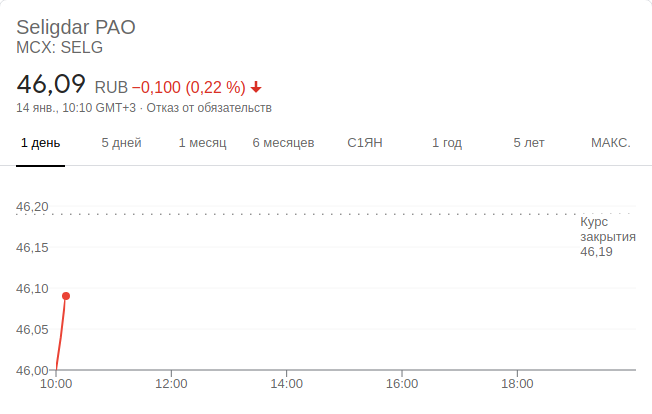 Seligdar PAO
MCX: SELG
46,09 RUB −0,100 (0,22 %)
14 янв., 10:10 GMT+3 · Отказ от обязательств
1 день 5 дней 1 месяц 6 месяцев С1ЯН 1 год 5 лет МАКС.
46,20
Курс
закрытия
46,19
46,15
46,10
46,05
46,00
10:00 12:00 14:00 16:00 18:00